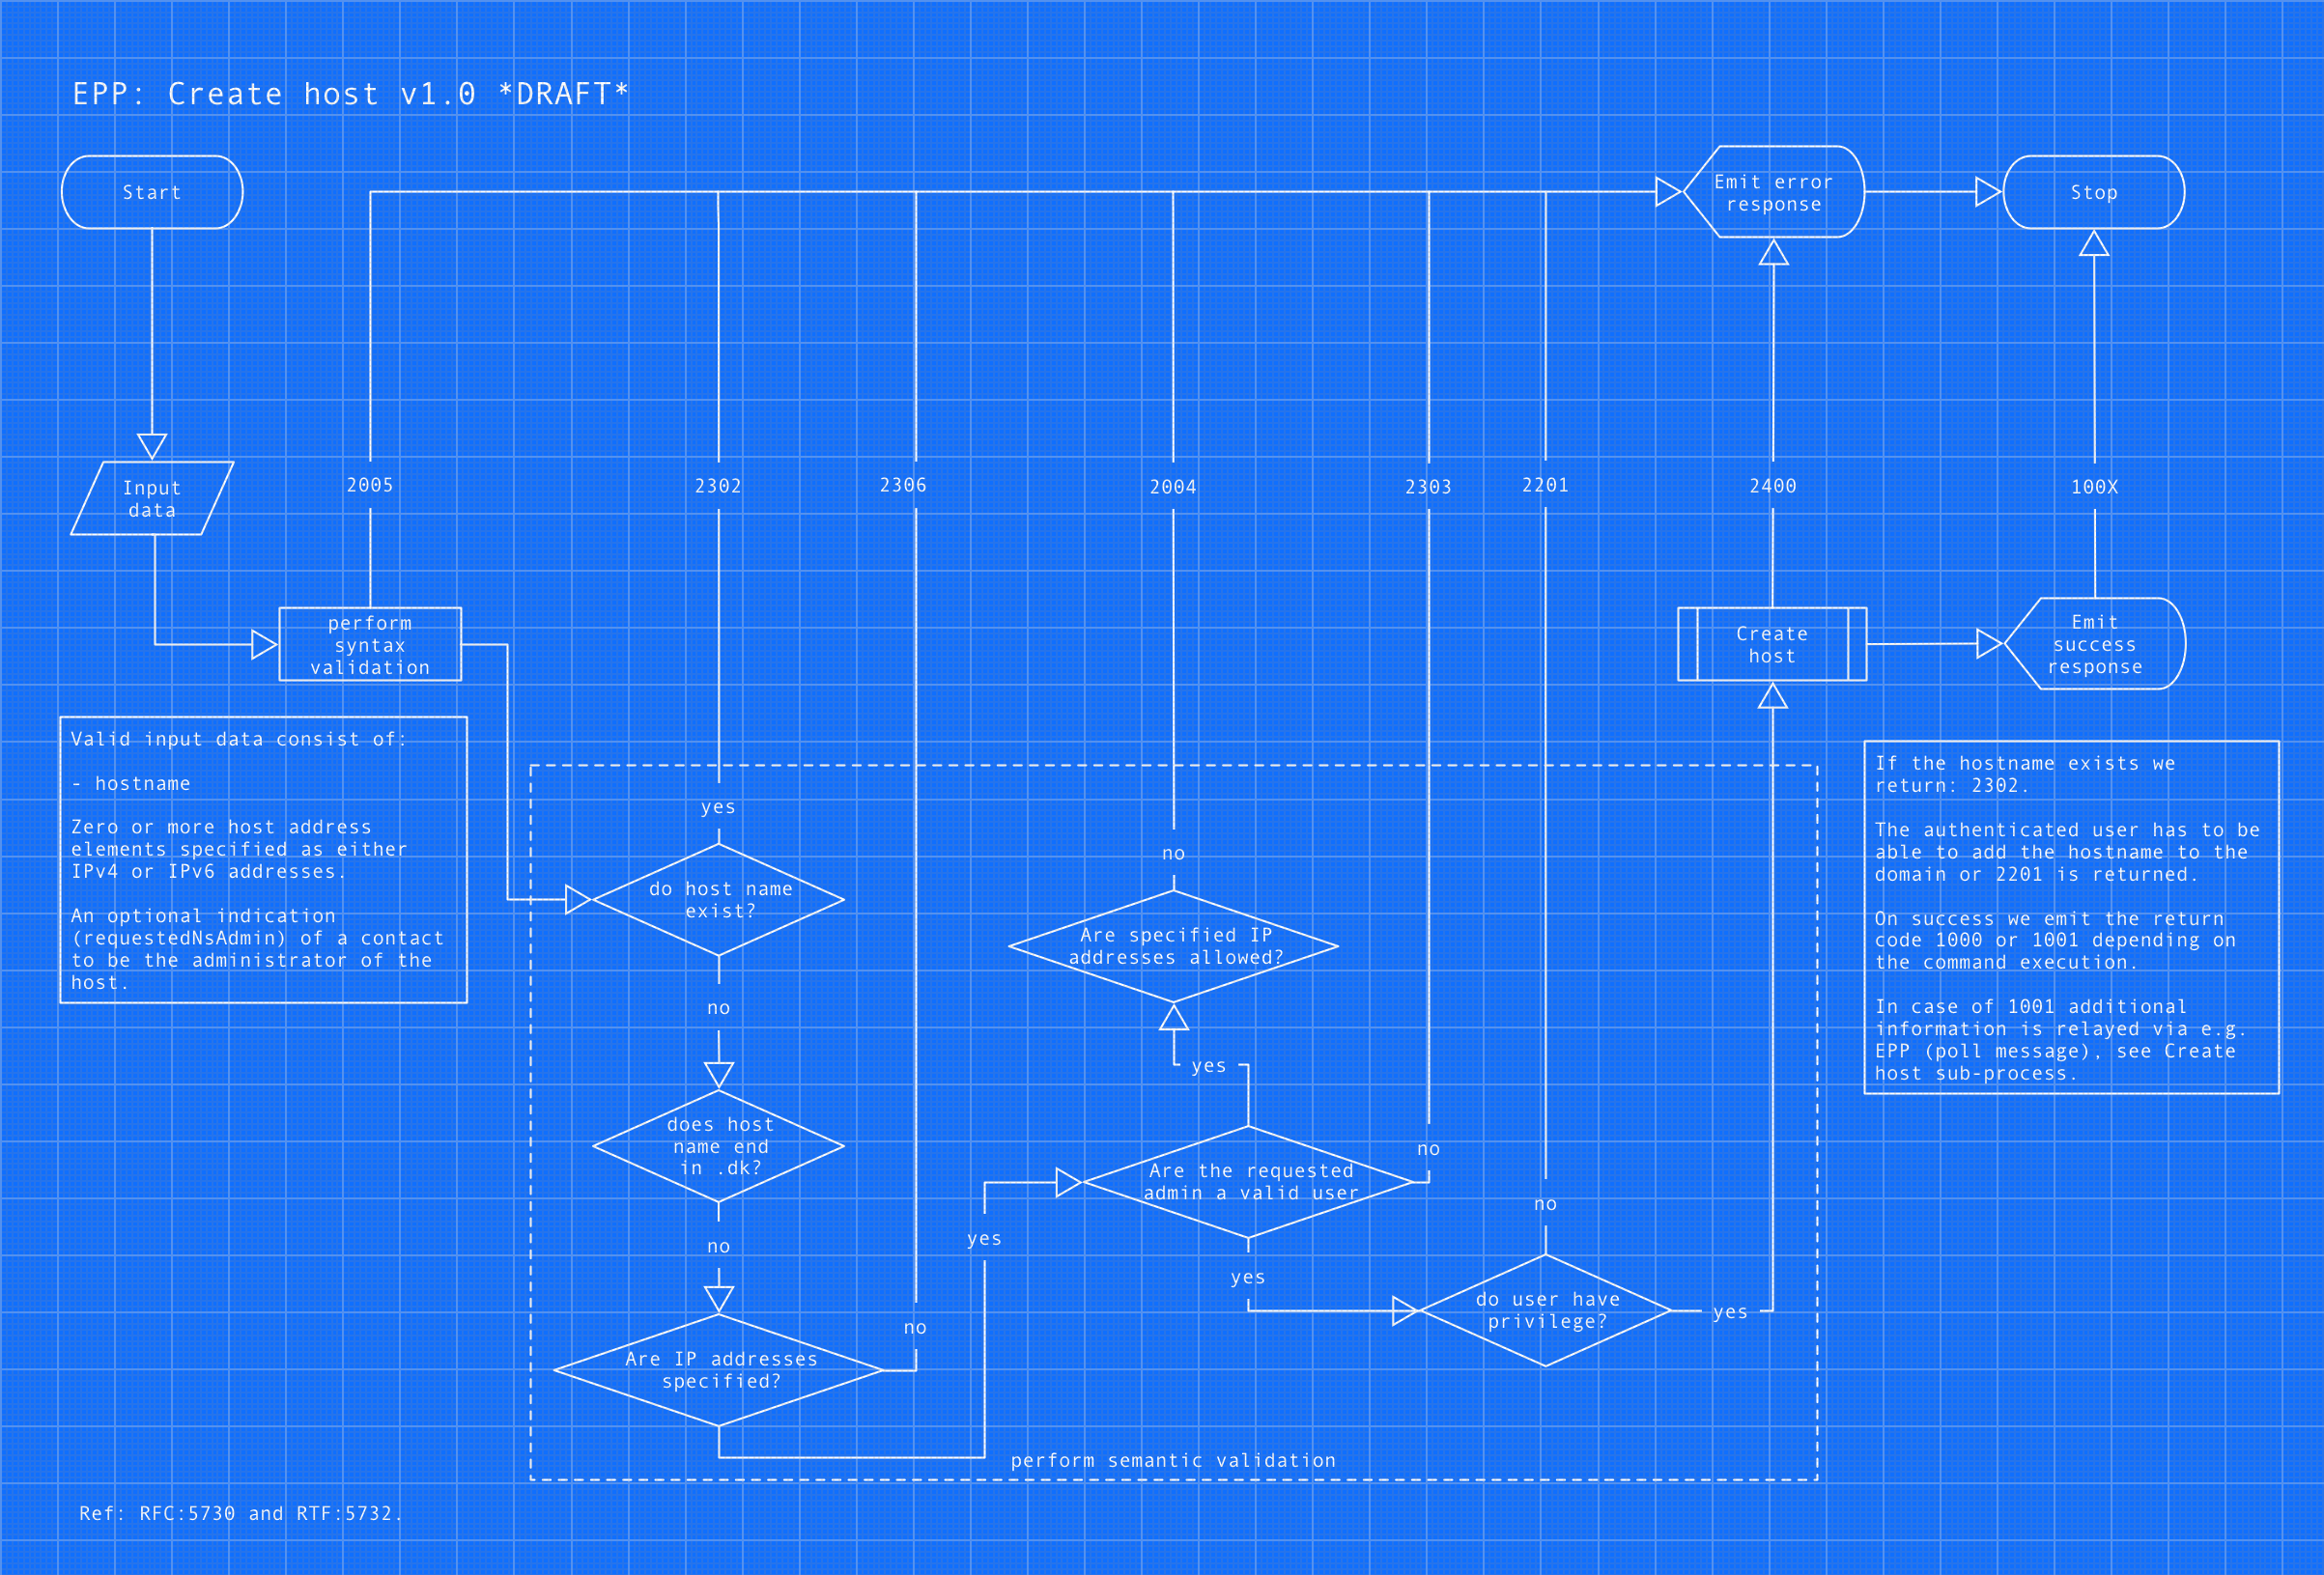 EPP: Create host v1.0 *DRAFT*
Start
Emit error
response
Stop
Input
data
2005
2302
2306
2004
2303
2201
2400
100X
perform
syntax
validation
Create
host
Emit
success
response
Valid input data consist of:
- hostname
Zero or more host address
elements specified as either
IPv4 or IPv6 addresses.
An optional indication
(requestedNsAdmin) of a contact
to be the administrator of the
host.
If the hostname exists we
return: 2302.
The authenticated user has to be
able to add the hostname to the
domain or 2201 is returned.
On success we emit the return
code 1000 or 1001 depending on
the command execution.
In case of 1001 additional
information is relayed via e.g.
EPP (poll message), see Create
host sub-process.
yes
do host name
exist?
no
does host
name end
in .dk?
no
Are IP addresses
specified?
no
yes
no
Are specified IP
addresses allowed?
yes
Are the requested
admin a valid user
no
yes
no
do user have
privilege?
yes
perform semantic validation
Ref: RFC:5730 and RTF:5732.